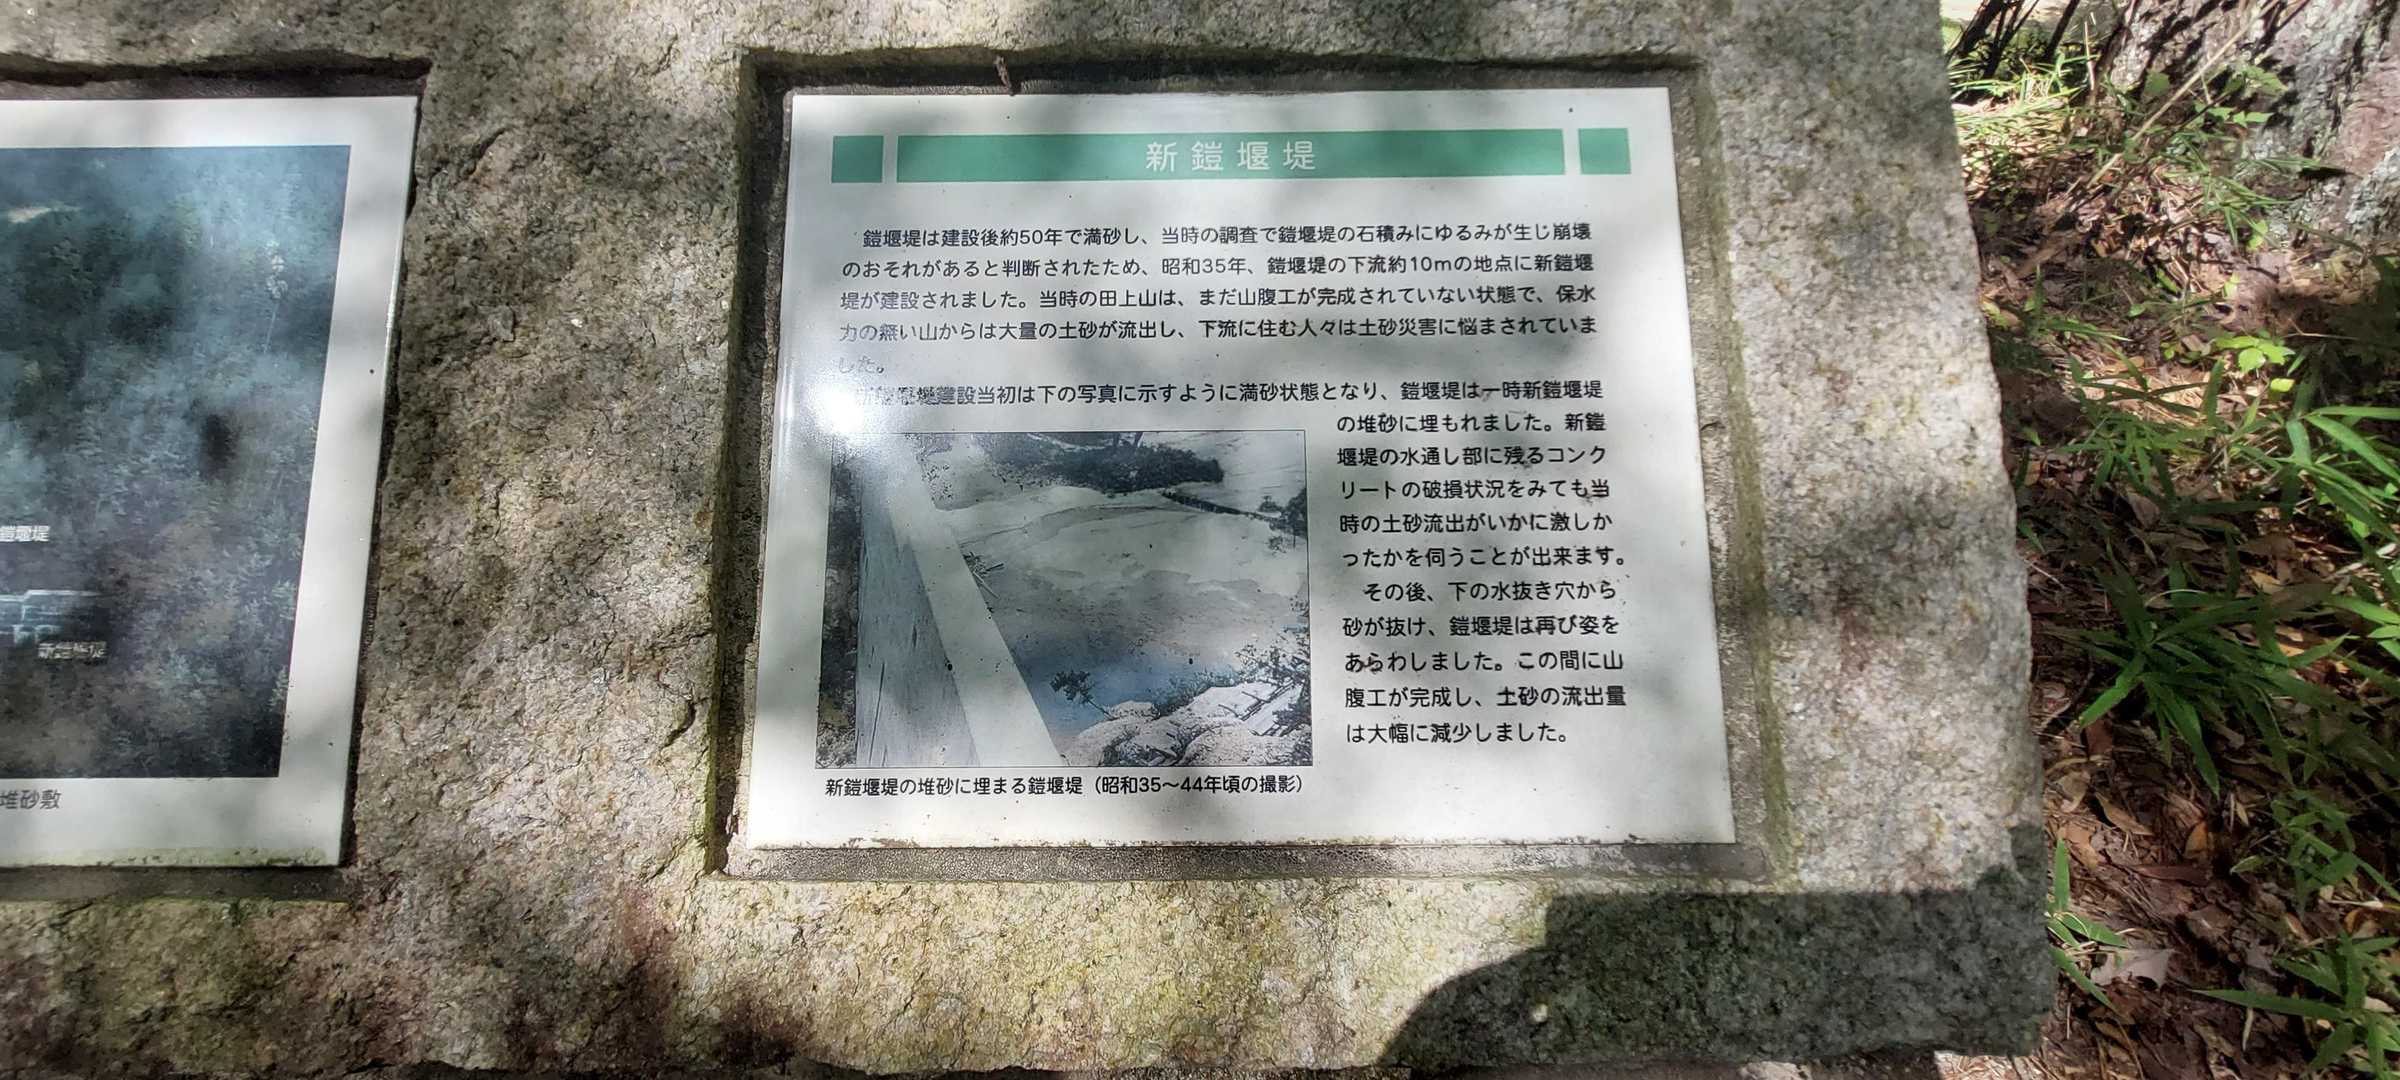 鎧堰堤
新鎧堰堤
堆砂敷
新鎧堰堤
鎧堰堤は建設後約50年で満砂し、当時の調査で鎧堰堤の石積みにゆるみが生じ崩壊
のおそれがあると判断されたため、昭和35年、鎧堰堤の下流約10mの地点に新鎧堰
堤が建設されました。当時の田上山は、まだ山腹工が完成されていない状態で、保水
力の無い山からは大量の土砂が流出し、下流に住む人々は土砂災害に悩まされていま
した。
新鎧堰堤建設当初は下の写真に示すように満砂状態となり、鎧堰堤は一時新鎧堰堤
の堆砂に埋もれました。新鎧
堰堤の水通し部に残るコンク
リートの破損状況をみても当
時の土砂流出がいかに激しか
ったかを伺うことが出来ます。
その後、下の水抜き穴から
砂が抜け、鎧堰堤は再び姿を
あらわしました。この間に山
腹工が完成し、土砂の流出量
は大幅に減少しました。
新鎧堰堤の堆砂に埋まる鎧堰堤（昭和35～44年頃の撮影）